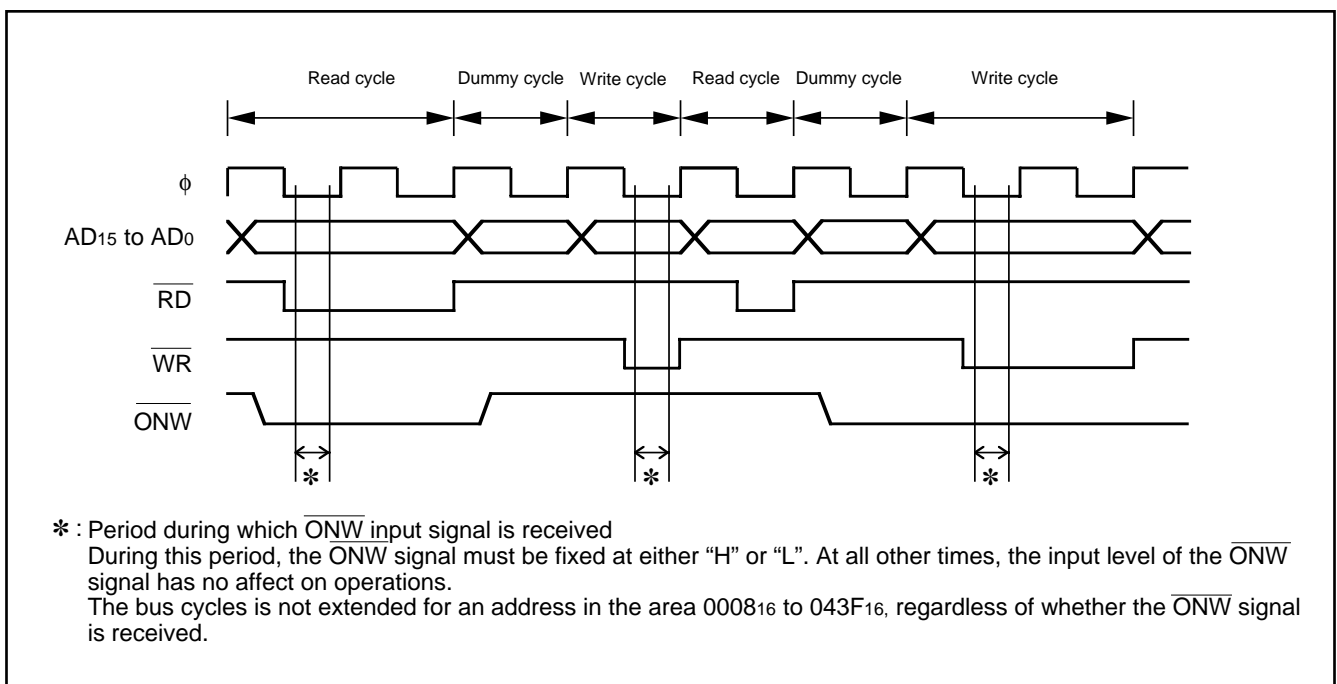 Read cycle Dummy cycle Write cycle Read cycle Dummy cycle Write cycle
ϕ
AD15 to AD0
RD
WR
ONW
✻ ✻ ✻
✻ : Period during which ONW input signal is received
During this period, the ONW signal must be fixed at either “H” or “L”. At all other times, the input level of the ONW
signal has no affect on operations.
The bus cycles is not extended for an address in the area 000816 to 043F16, regardless of whether the ONW signal
is received.